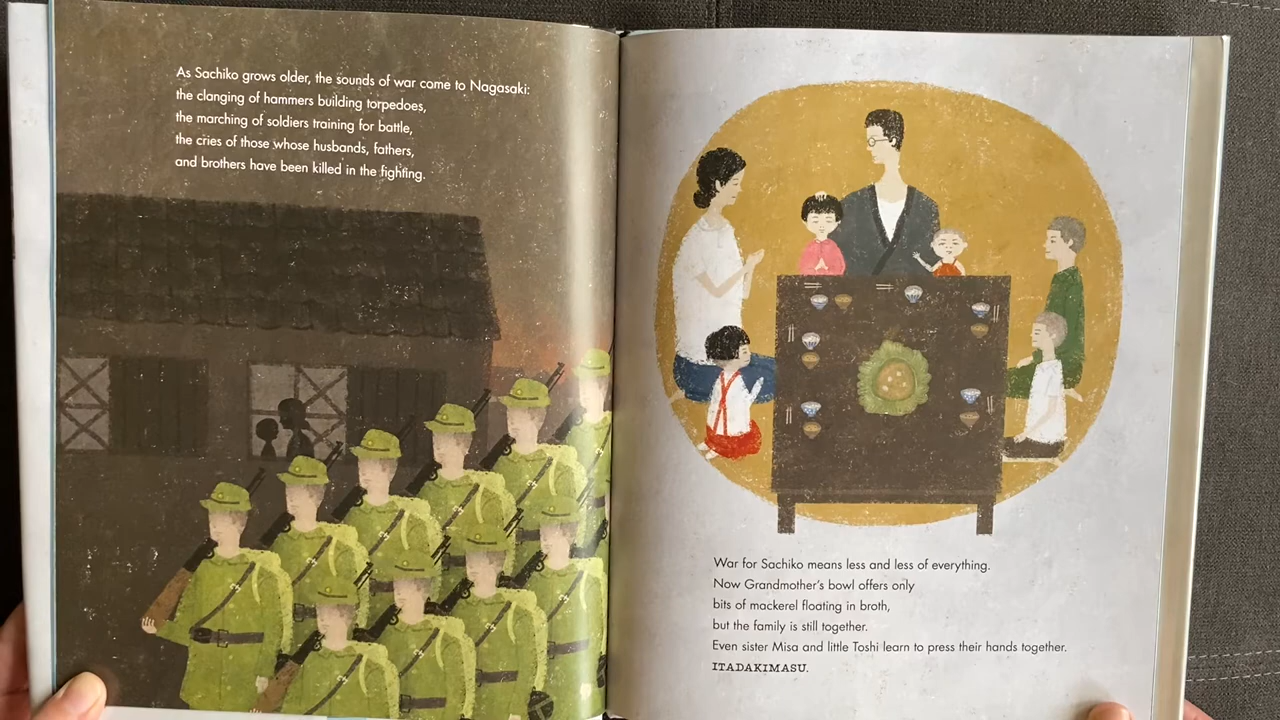 As Sachiko grows older, the sounds of war come to Nagasaki:
the clanging of hammers building torpedoes,
the marching of soldiers training for battle,
the cries of those whose husbands, fathers,
and brothers have been killed in the fighting.
War for Sachiko means less and less of everything.
Now Grandmother's bowl offers only
bits of mackerel floating in broth,
but the family is still together.
Even sister Misa and little Toshi learn to press their hands together.
ITADAKIMASU.